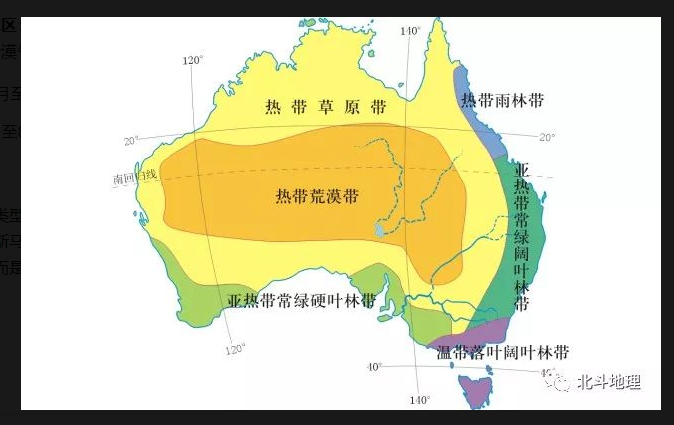 区
漠
140°
120°
月至
热带草原带
热带雨林带
至
20°
20°
南回归线
亚热带常绿阔叶林带
热带荒漠带
类型
斯马
而是
亚热带常绿硬叶林带
120°
温带落叶阔叶林带
40°
140°
北斗地理